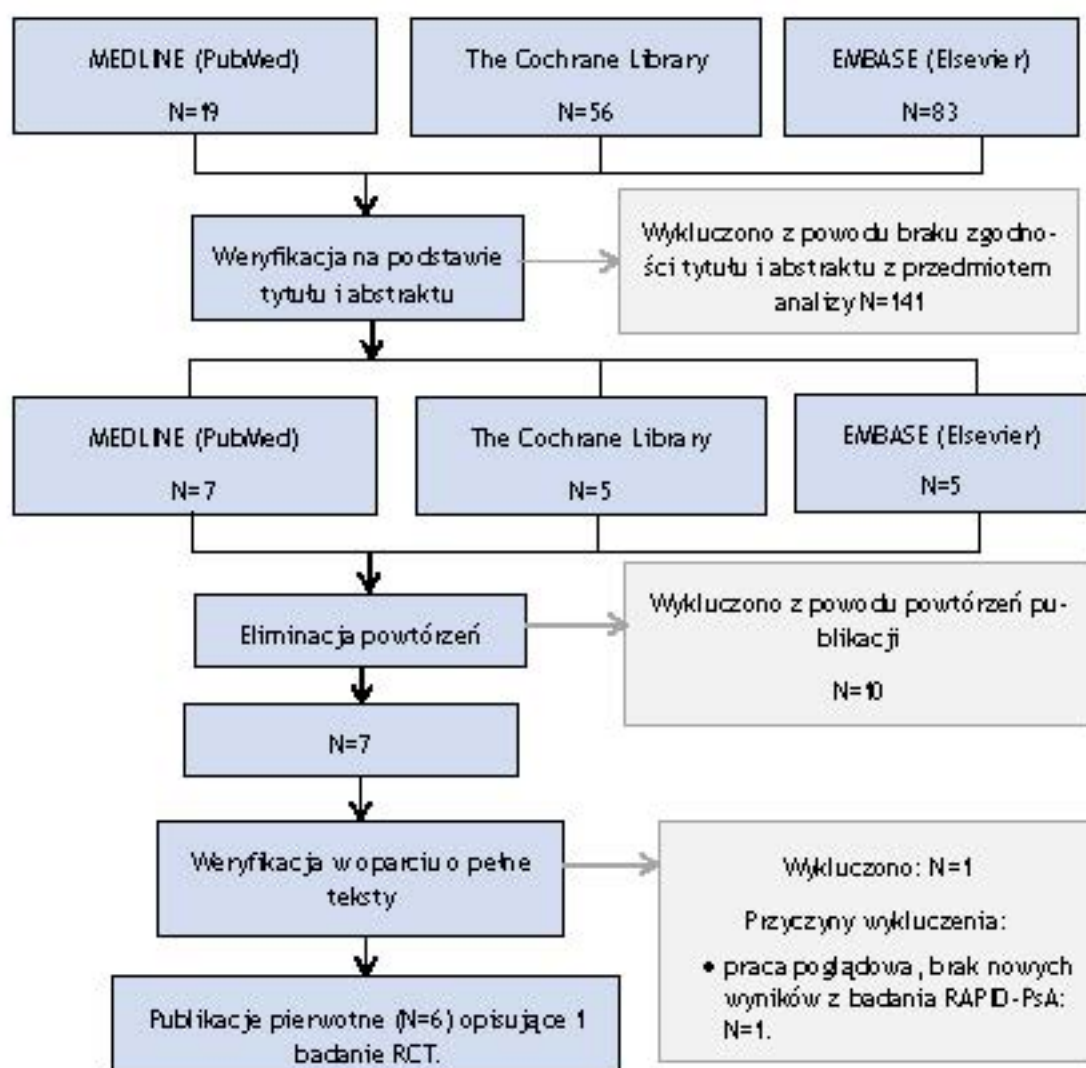 MEDLINE (PubMed)
N=19
The Cochrane Library
N=56
EMBASE (Elsevier)
N=83
Weryfikacja na podstawie
tytułu i abstraktu
Wykluczono z powodu braku zgodno-
ści tytułu i abstraktu z przedmiotem
analizy N=141
MEDLINE (PubMed)
N=7
The Cochrane Library
N=5
EMBASE (Elsevier)
N=5
Eliminacja powtórzeń
Wykluczono z powodu powtórzeń pu-
blikacji
N=10
N=7
Weryfikacja w oparciu o pełne
teksty
Wykluczono: N=1
Przyczyny wykluczenia:
• praca poglądowa, brak nowych
wyników z badania RAPID-PsA:
N=1.
Publikacje pierwotne (N=6) opisujące 1
badanie RCT.